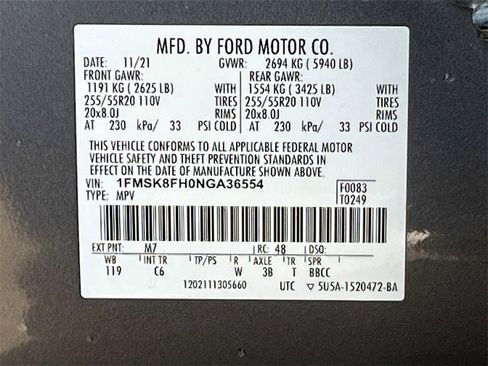 MFD. BY FORD MOTOR CO.
DATE: 11/21 GVWR: 2694 KG ( 5940 LB)
FRONT GAWR: REAR GAWR:
1191 KG ( 2625 LB) WITH 1554 KG ( 3425 LB) WITH
255/55R20 110V TIRES 255/55R20 110V TIRES
20x8.0J RIMS 20x8.0J RIMS
AT 230 kPa/ 33 PSI COLD AT 230 kPa/ 33 PSI COLD
THIS VEHICLE CONFORMS TO ALL APPLICABLE FEDERAL MOTOR
VEHICLE SAFETY AND THEFT PREVENTION STANDARDS IN
EFFECT ON THE DATE OF MANUFACTURE SHOWN ABOVE.
VIN: 1FMSK8FH0NGA36554 F0083
TYPE: MPV T0249
EXT PNT: M7 RC: 48 DSO:
WB INT TR TP/PS R AXLE TR SPR
119 C6 W 3B T BBCC
1202111305660 UTC ▽ 5U5A-1520472-BA